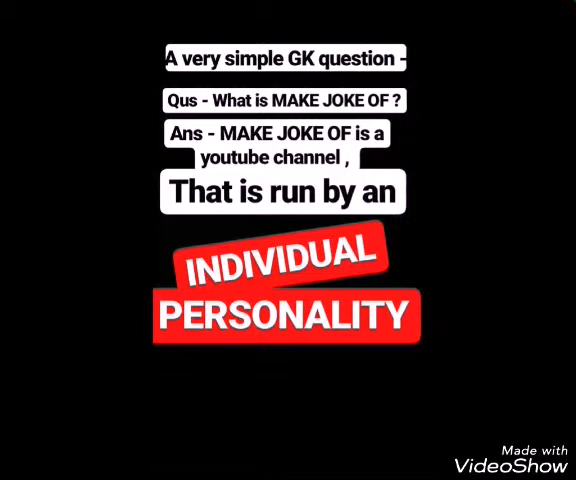 A very simple GK question -
Qus - What is MAKE JOKE OF ?
Ans - MAKE JOKE OF is a
youtube channel ,
That is run by an
INDIVIDUAL
PERSONALITY
Made with
VideoShow